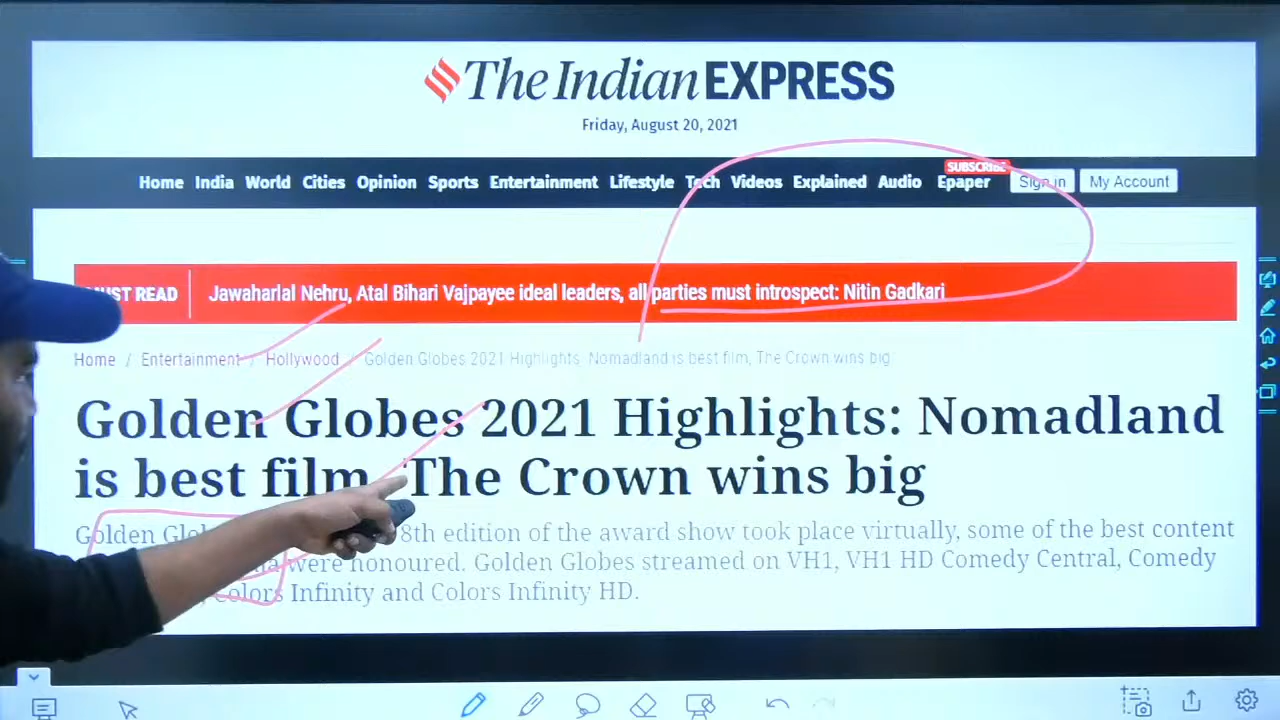 The Indian EXPRESS
Friday, August 20, 2021
SUBSCRIBE
Home India World Cities Opinion Sports Entertainment Lifestyle Tech Videos Explained Audio Epaper Sign in My Account
MUST READ Jawaharlal Nehru, Atal Bihari Vajpayee ideal leaders, all parties must introspect: Nitin Gadkari
Home / Entertainment / Hollywood / Golden Globes 2021 Highlights: Nomadland is best film, The Crown wins big
Golden Globes 2021 Highlights: Nomadland
is best film, The Crown wins big
Golden 8th edition of the award show took place virtually, some of the best content
were honoured. Golden Globes streamed on VH1, VH1 HD Comedy Central, Comedy
Colors Infinity and Colors Infinity HD.